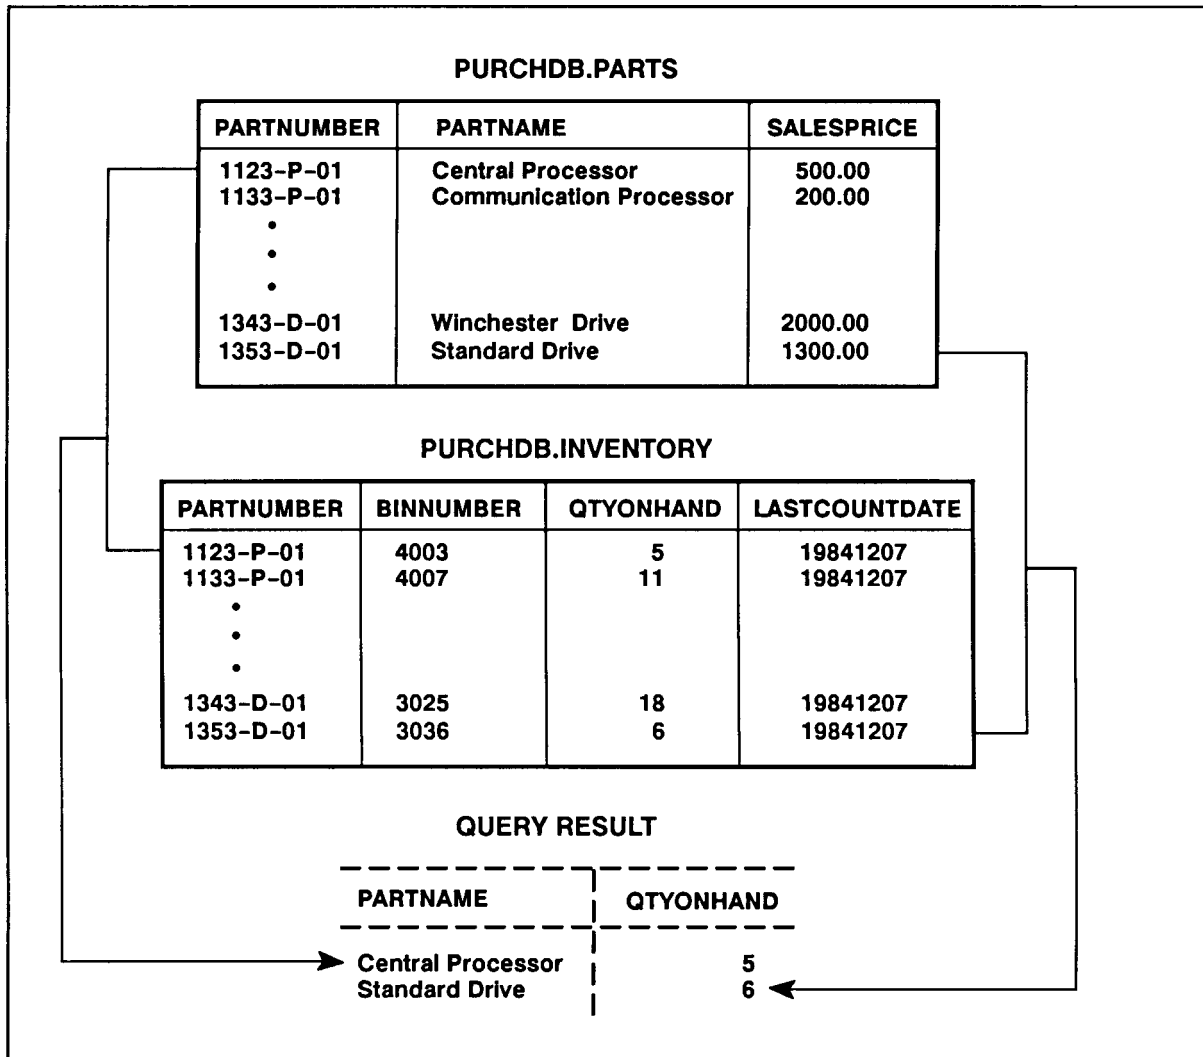 PURCHDB.PARTS
PARTNUMBER PARTNAME SALESPRICE
1123-P-01 Central Processor 500.00
1133-P-01 Communication Processor 200.00
•
•
•
1343-D-01 Winchester Drive 2000.00
1353-D-01 Standard Drive 1300.00
PURCHDB.INVENTORY
PARTNUMBER BINNUMBER QTYONHAND LASTCOUNTDATE
1123-P-01 4003 5 19841207
1133-P-01 4007 11 19841207
•
•
•
1343-D-01 3025 18 19841207
1353-D-01 3036 6 19841207
QUERY RESULT
PARTNAME QTYONHAND
Central Processor 5
Standard Drive 6